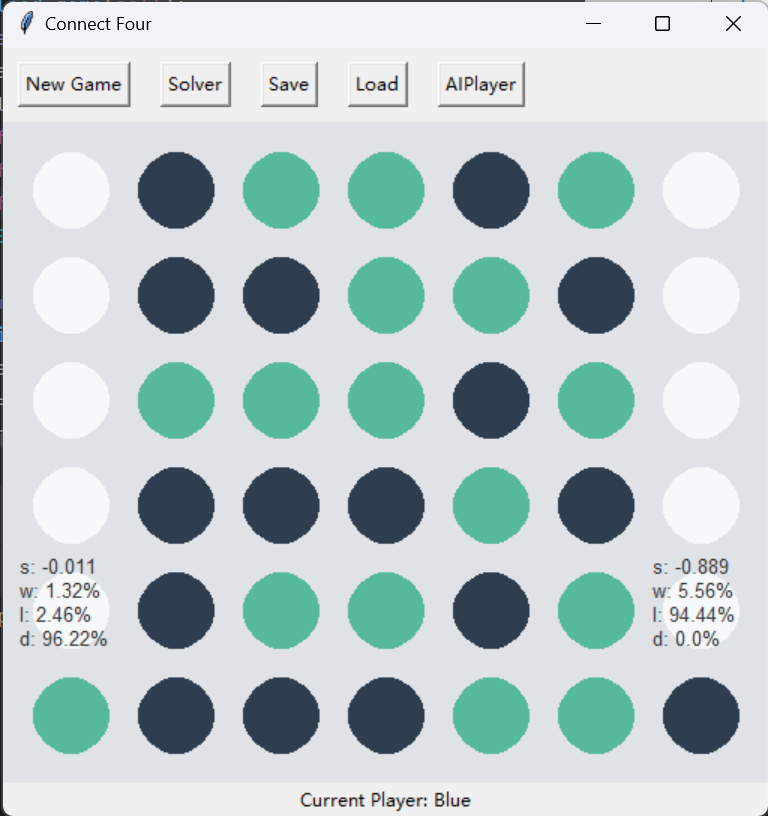 Connect Four
New Game Solver Save Load AIPlayer
s: -0.011
w: 1.32%
l: 2.46%
d: 96.22%
s: -0.889
w: 5.56%
l: 94.44%
d: 0.0%
Current Player: Blue